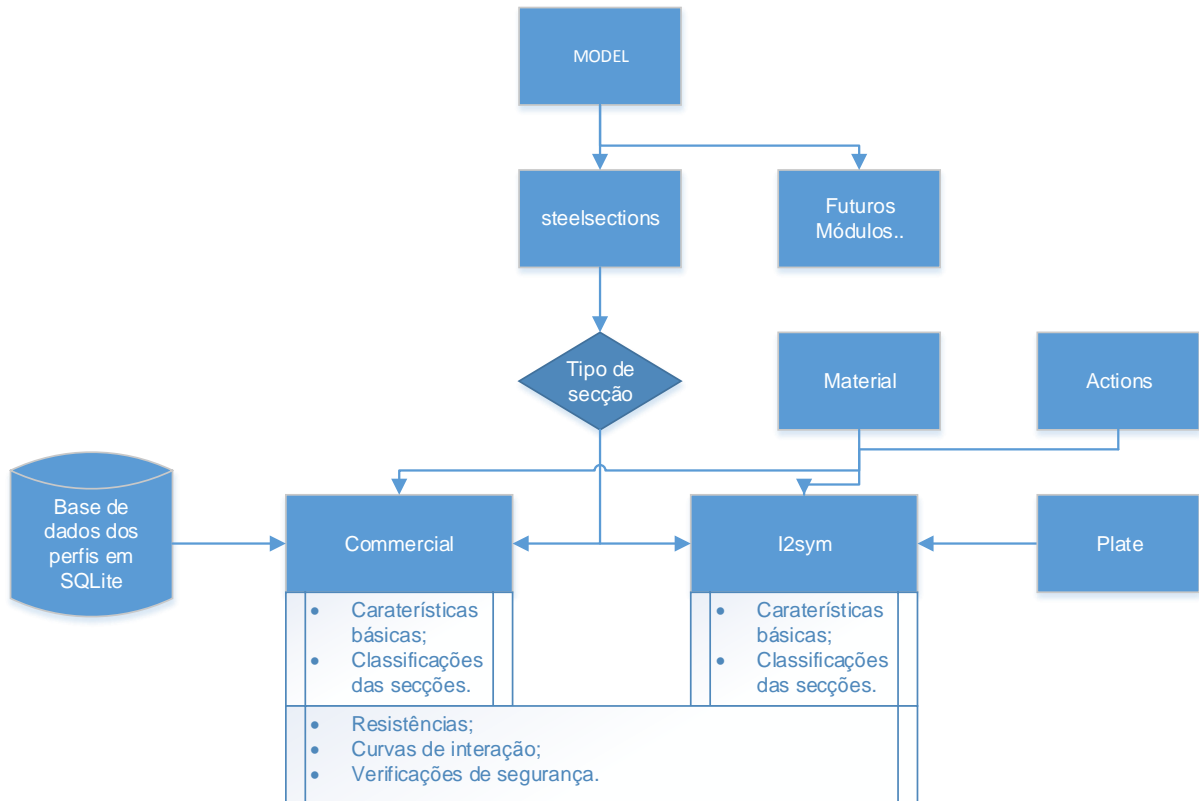 MODEL
steelsections
Futuros
Módulos..
Tipo de
secção
Material
Actions
Base de
dados dos
perfis em
SQLite
Commercial
I2sym
Plate
• Caraterísticas
básicas;
• Classificações
das secções.
• Caraterísticas
básicas;
• Classificações
das secções.
• Resistências;
• Curvas de interação;
• Verificações de segurança.